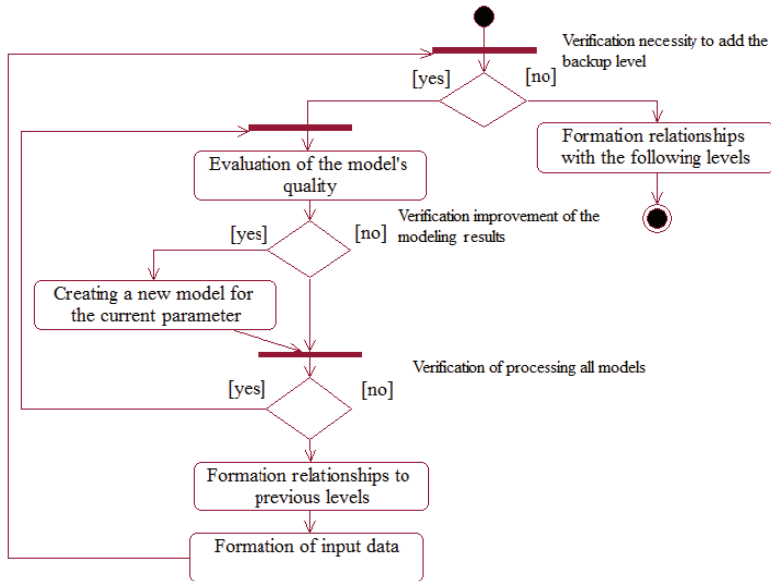 Verification necessity to add the
backup level
[yes]
[no]
Formation relationships
with the following levels
Evaluation of the model's
quality
Verification improvement of the
modeling results
[yes]
[no]
Creating a new model for
the current parameter
Verification of processing all models
[yes]
[no]
Formation relationships to
previous levels
Formation of input data